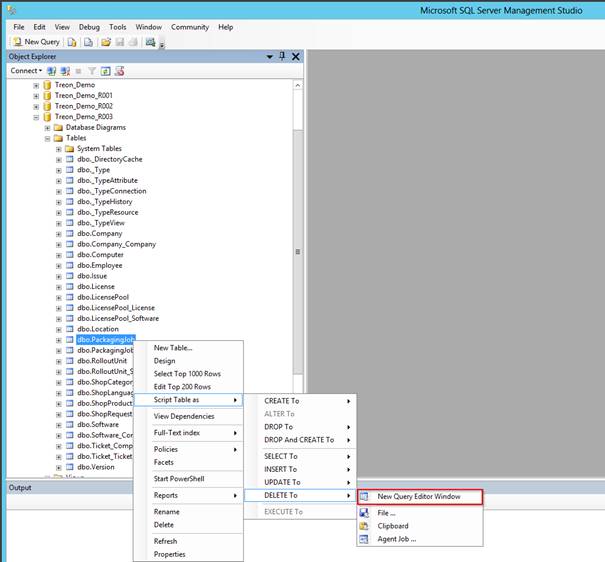 Microsoft SQL Server Management Studio
File Edit View Debug Tools Window Community Help
New Query
Object Explorer
Connect
Treon_Demo
Treon_Demo_R001
Treon_Demo_R002
Treon_Demo_R003
Database Diagrams
Tables
System Tables
dbo._DirectoryCache
dbo._Type
dbo._TypeAttribute
dbo._TypeConnection
dbo._TypeHistory
dbo._TypeResource
dbo._TypeView
dbo.Company
dbo.Company_Company
dbo.Computer
dbo.Employee
dbo.Issue
dbo.License
dbo.LicensePool
dbo.LicensePool_License
dbo.LicensePool_Software
dbo.Location
dbo.PackagingJob
dbo.PackagingJob
dbo.RolloutUnit
dbo.RolloutUnit_S
dbo.ShopCateg
dbo.ShopLangua
dbo.ShopProduct
dbo.ShopReques
dbo.Software
dbo.Software_Com
dbo.Ticket_Comp
dbo.Ticket_Ticket
dbo.Version
Views
New Table...
Design
Select Top 1000 Rows
Edit Top 200 Rows
Script Table as
View Dependencies
Full-Text index
Policies
Facets
Start PowerShell
Reports
Rename
Delete
Refresh
Properties
CREATE To
ALTER To
DROP To
DROP And CREATE To
SELECT To
INSERT To
UPDATE To
DELETE To
EXECUTE To
New Query Editor Window
File ...
Clipboard
Agent Job ...
Output